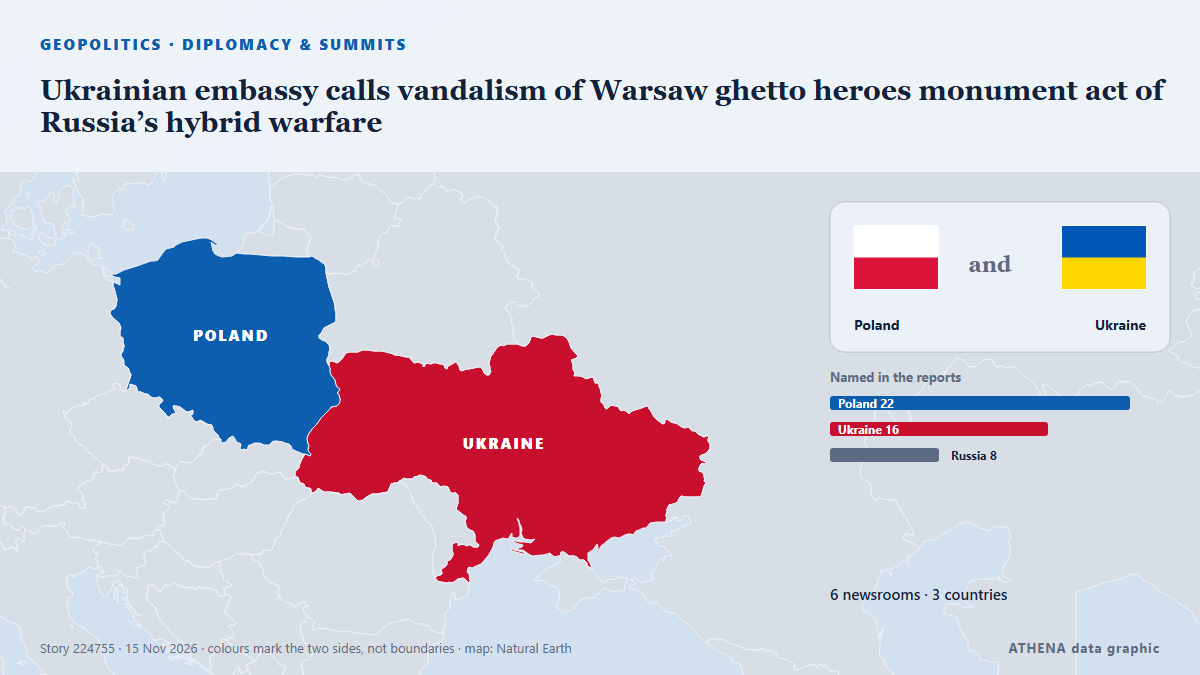 GEOPOLITICS · DIPLOMACY & SUMMITS
Ukrainian embassy calls vandalism of Warsaw ghetto heroes monument act of
Russia’s hybrid warfare
POLAND
UKRAINE
and
Poland
Ukraine
Named in the reports
Poland 22
Ukraine 16
Russia 8
6 newsrooms · 3 countries
Story 224755 · 15 Nov 2026 · colours mark the two sides, not boundaries · map: Natural Earth
ATHENA data graphic